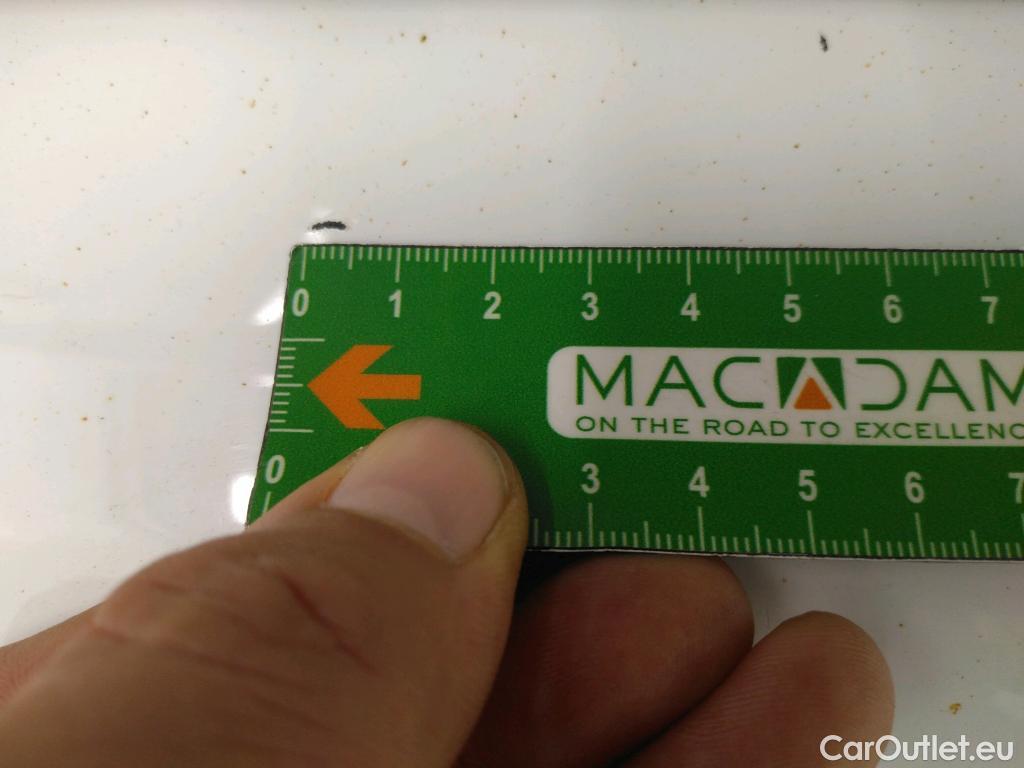 0 1 2 3 4 5 6 7
MACADAM
ON THE ROAD TO EXCELLENC
0 3 4 5 6 7
CarOutlet.eu